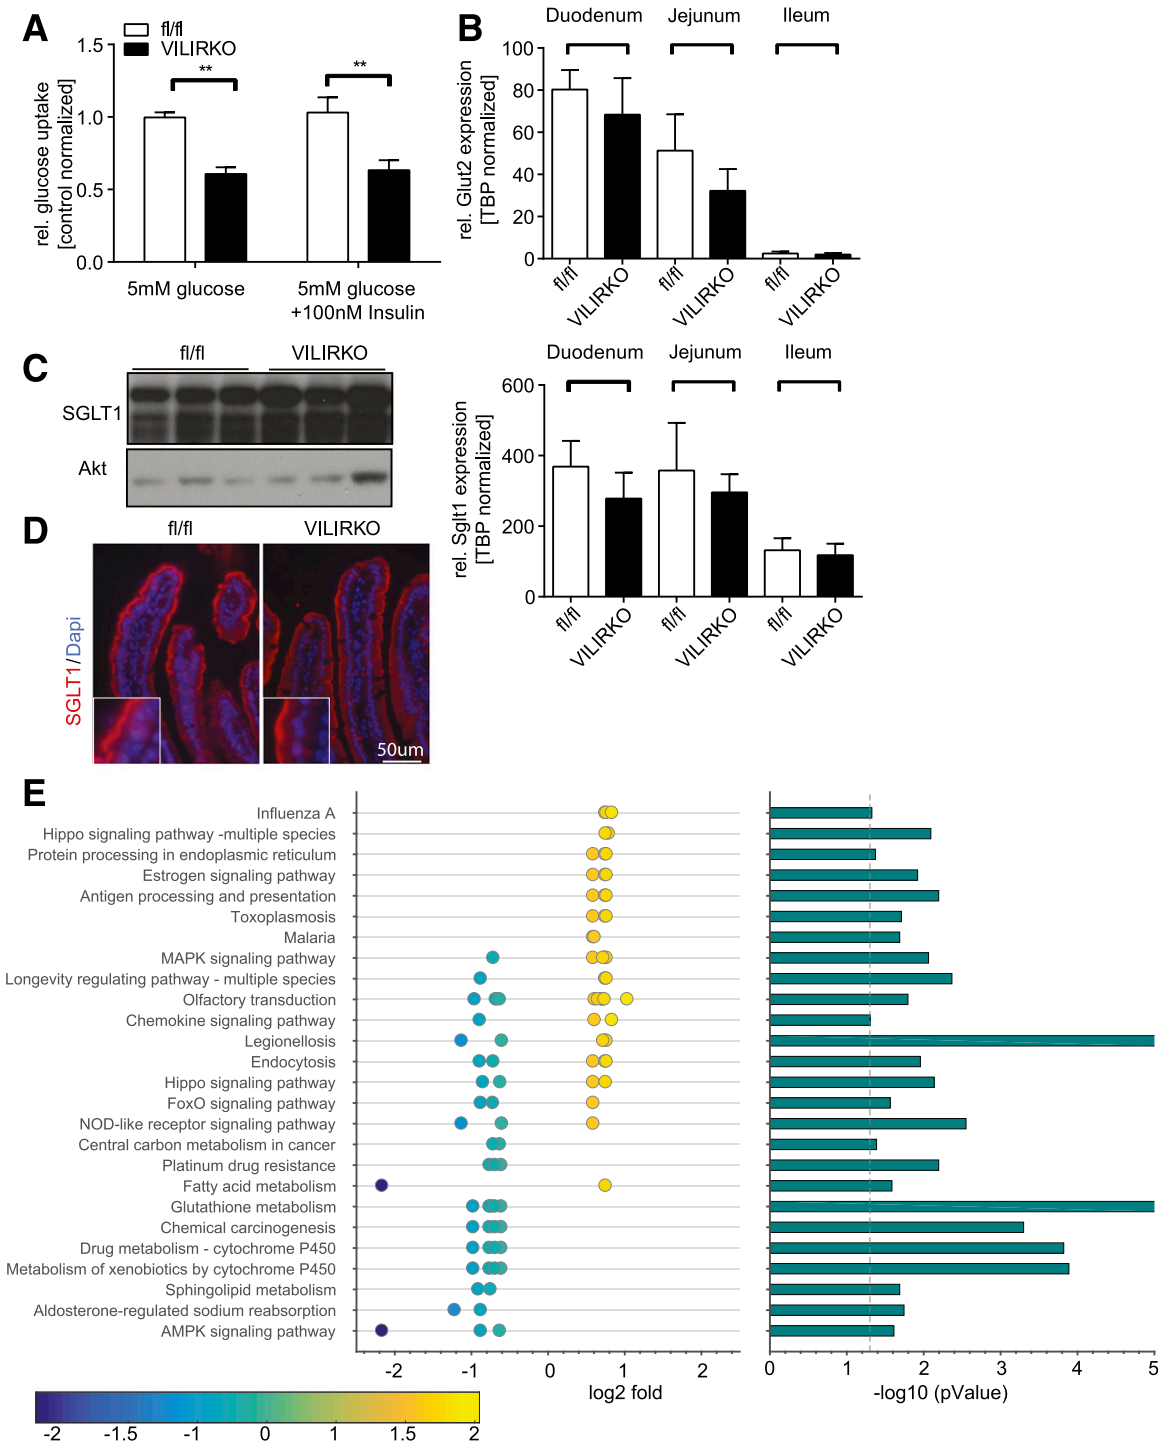 A
fl/fl
VILIRKO
rel. glucose uptake
[control normalized]
1.5
1.0
0.5
0.0
**
**
5mM glucose
5mM glucose
+100nM Insulin
B
Duodenum Jejunum Ileum
rel. Glut2 expression
[TBP normalized]
100
80
60
40
20
0
fl/fl VILIRKO fl/fl VILIRKO fl/fl VILIRKO
Duodenum Jejunum Ileum
rel. Sglt1 expression
[TBP normalized]
600
400
200
0
fl/fl VILIRKO fl/fl VILIRKO fl/fl VILIRKO
C
fl/fl VILIRKO
SGLT1
Akt
D
fl/fl VILIRKO
SGLT1/Dapi
50um
E
Influenza A
Hippo signaling pathway -multiple species
Protein processing in endoplasmic reticulum
Estrogen signaling pathway
Antigen processing and presentation
Toxoplasmosis
Malaria
MAPK signaling pathway
Longevity regulating pathway - multiple species
Olfactory transduction
Chemokine signaling pathway
Legionellosis
Endocytosis
Hippo signaling pathway
FoxO signaling pathway
NOD-like receptor signaling pathway
Central carbon metabolism in cancer
Platinum drug resistance
Fatty acid metabolism
Glutathione metabolism
Chemical carcinogenesis
Drug metabolism - cytochrome P450
Metabolism of xenobiotics by cytochrome P450
Sphingolipid metabolism
Aldosterone-regulated sodium reabsorption
AMPK signaling pathway
-2 -1 0 1 2
log2 fold
0 1 2 3 4 5
-log10 (pValue)
-2 -1.5 -1 0 1 1.5 2